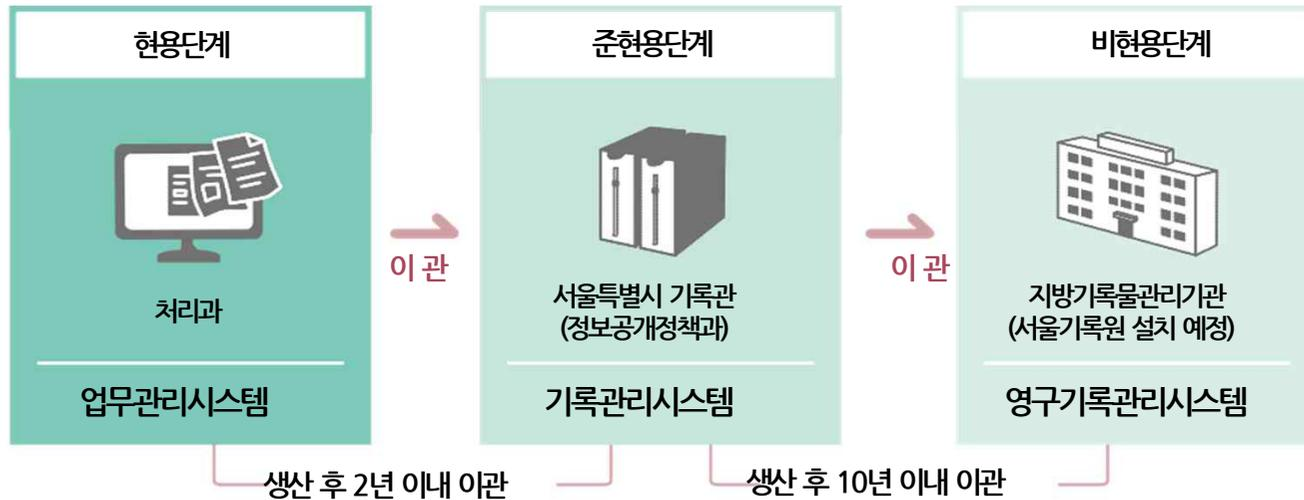 현용단계
준현용단계
비현용단계
이 관
이 관
처리과
서울특별시 기록관
(정보공개정책과)
지방기록물관리기관
(서울기록원 설치 예정)
업무관리시스템
기록관리시스템
영구기록관리시스템
생산 후 2년 이내 이관
생산 후 10년 이내 이관